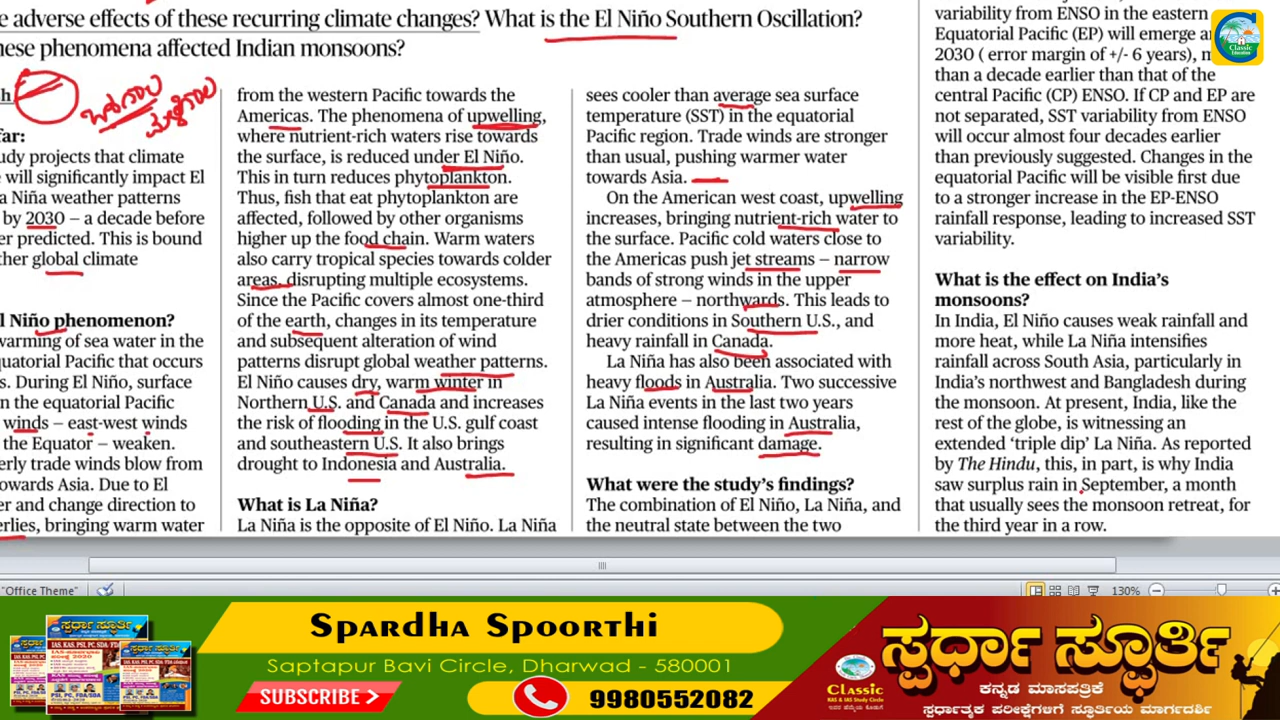 e adverse effects of these recurring climate changes? What is the El Niño Southern Oscillation?
hese phenomena affected Indian monsoons?
far:
udy projects that climate
e will significantly impact El
a Niña weather patterns
by 2030 – a decade before
er predicted. This is bound
ther global climate
l Niño phenomenon?
warming of sea water in the
quatorial Pacific that occurs
s. During El Niño, surface
n the equatorial Pacific
winds – east-west winds
the Equator – weaken.
erly trade winds blow from
owards Asia. Due to El
er and change direction to
erlies, bringing warm water
from the western Pacific towards the
Americas. The phenomena of upwelling,
where nutrient-rich waters rise towards
the surface, is reduced under El Niño.
This in turn reduces phytoplankton.
Thus, fish that eat phytoplankton are
affected, followed by other organisms
higher up the food chain. Warm waters
also carry tropical species towards colder
areas, disrupting multiple ecosystems.
Since the Pacific covers almost one-third
of the earth, changes in its temperature
and subsequent alteration of wind
patterns disrupt global weather patterns.
El Niño causes dry, warm winter in
Northern U.S. and Canada and increases
the risk of flooding in the U.S. gulf coast
and southeastern U.S. It also brings
drought to Indonesia and Australia.
What is La Niña?
La Niña is the opposite of El Niño. La Niña
sees cooler than average sea surface
temperature (SST) in the equatorial
Pacific region. Trade winds are stronger
than usual, pushing warmer water
towards Asia.
On the American west coast, upwelling
increases, bringing nutrient-rich water to
the surface. Pacific cold waters close to
the Americas push jet streams – narrow
bands of strong winds in the upper
atmosphere – northwards. This leads to
drier conditions in Southern U.S., and
heavy rainfall in Canada.
La Niña has also been associated with
heavy floods in Australia. Two successive
La Niña events in the last two years
caused intense flooding in Australia,
resulting in significant damage.
What were the study's findings?
The combination of El Niño, La Niña, and
the neutral state between the two
variability from ENSO in the eastern
Equatorial Pacific (EP) will emerge ar
2030 ( error margin of +/- 6 years), m
than a decade earlier than that of the
central Pacific (CP) ENSO. If CP and EP are
not separated, SST variability from ENSO
will occur almost four decades earlier
than previously suggested. Changes in the
equatorial Pacific will be visible first due
to a stronger increase in the EP-ENSO
rainfall response, leading to increased SST
variability.
What is the effect on India's
monsoons?
In India, El Niño causes weak rainfall and
more heat, while La Niña intensifies
rainfall across South Asia, particularly in
India's northwest and Bangladesh during
the monsoon. At present, India, like the
rest of the globe, is witnessing an
extended 'triple dip' La Niña. As reported
by The Hindu, this, in part, is why India
saw surplus rain in September, a month
that usually sees the monsoon retreat, for
the third year in a row.
Classic
Education
"Office Theme"
130%
Spardha Spoorthi
Saptapur Bavi Circle Dharwad - 580001
SUBSCRIBE
9980552082
Classic
IAS & KAS Study Circle
ಸ್ಪರ್ಧಾ ಸ್ಫೂರ್ತಿ
ಕನ್ನಡ ಮಾಸಪತ್ರಿಕೆ
ಸ್ಪರ್ಧಾತ್ಮಕ ಪರೀಕ್ಷೆಗಳಿಗೆ ಸ್ಫೂರ್ತಿಯ ಮಾರ್ಗದರ್ಶಿ